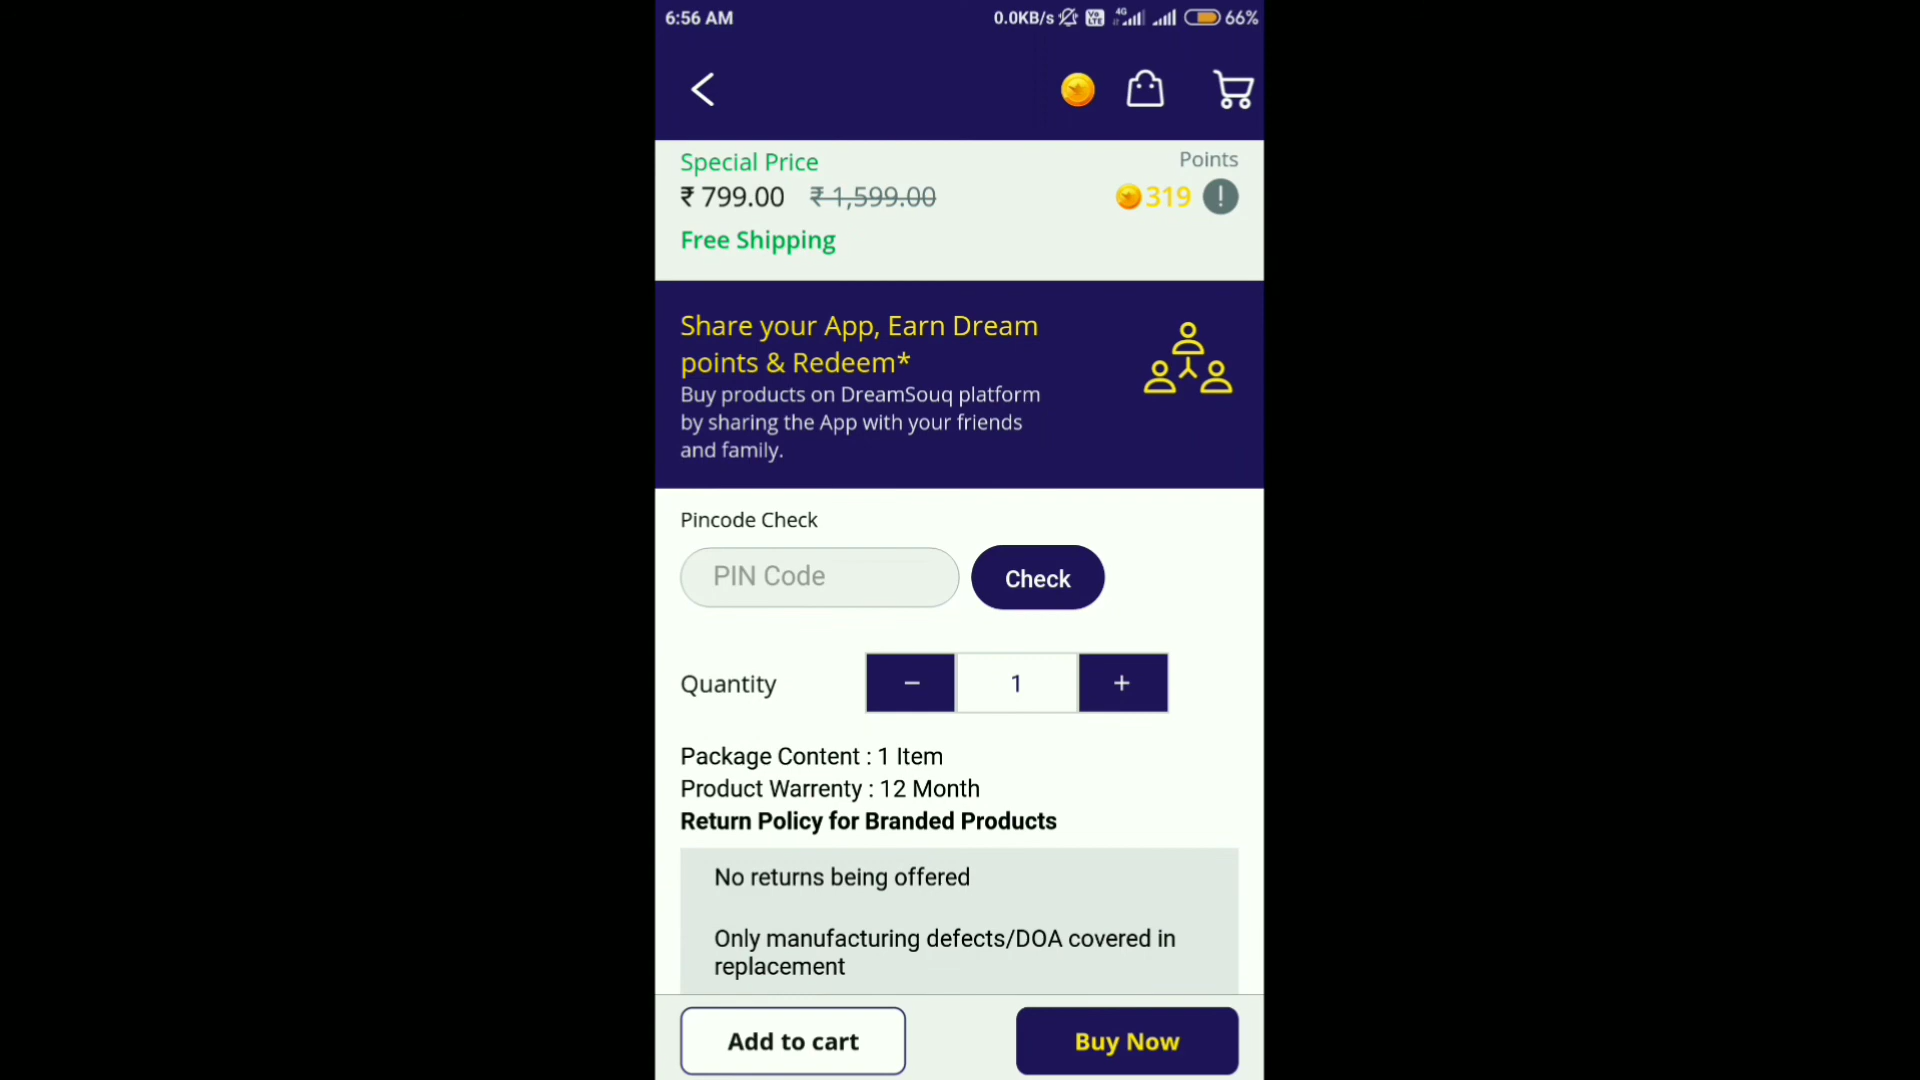 6:56 AM 0.0KB/s Vo LTE 4G 66%
Special Price Points
₹ 799.00 ₹ 1,599.00 319 !
Free Shipping
Share your App, Earn Dream
points & Redeem*
Buy products on DreamSouq platform
by sharing the App with your friends
and family.
Pincode Check
PIN Code Check
Quantity − 1 +
Package Content : 1 Item
Product Warrenty : 12 Month
Return Policy for Branded Products
No returns being offered
Only manufacturing defects/DOA covered in
replacement
Add to cart Buy Now